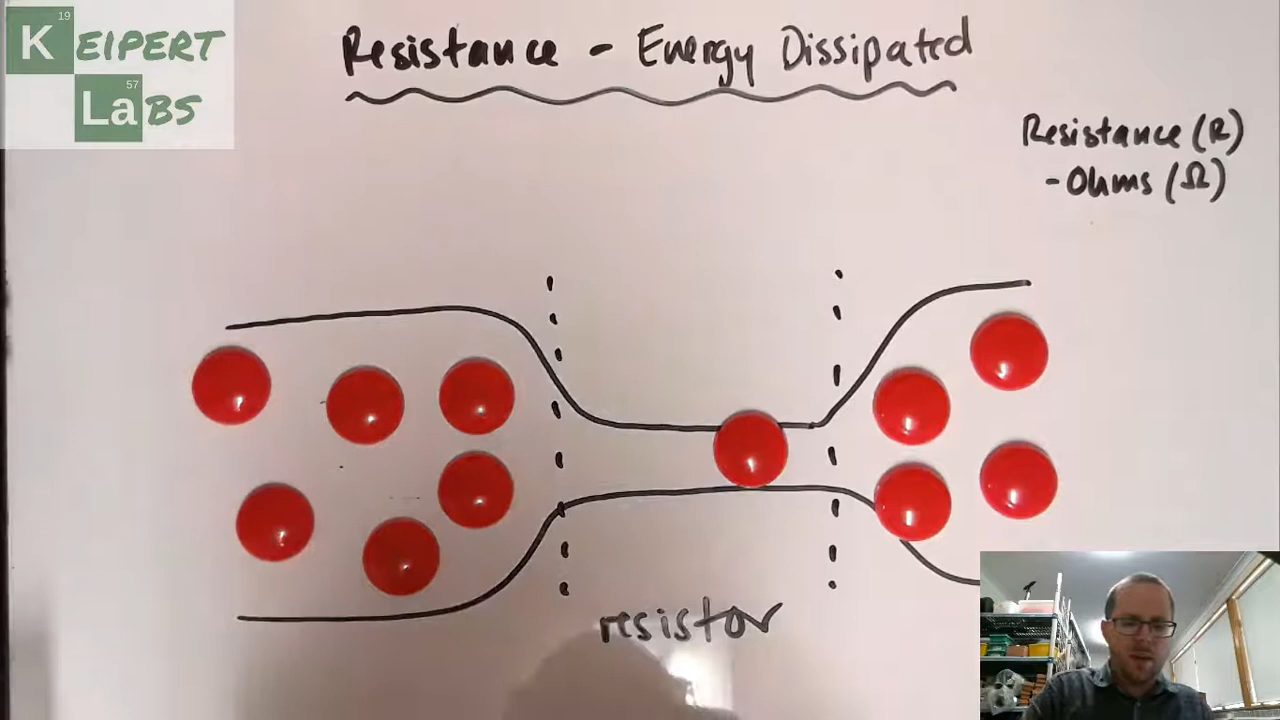 19
KEIPERT
57
LaBS
Resistance - Energy Dissipated
Resistance (R)
- Ohms (Ω)
resistor